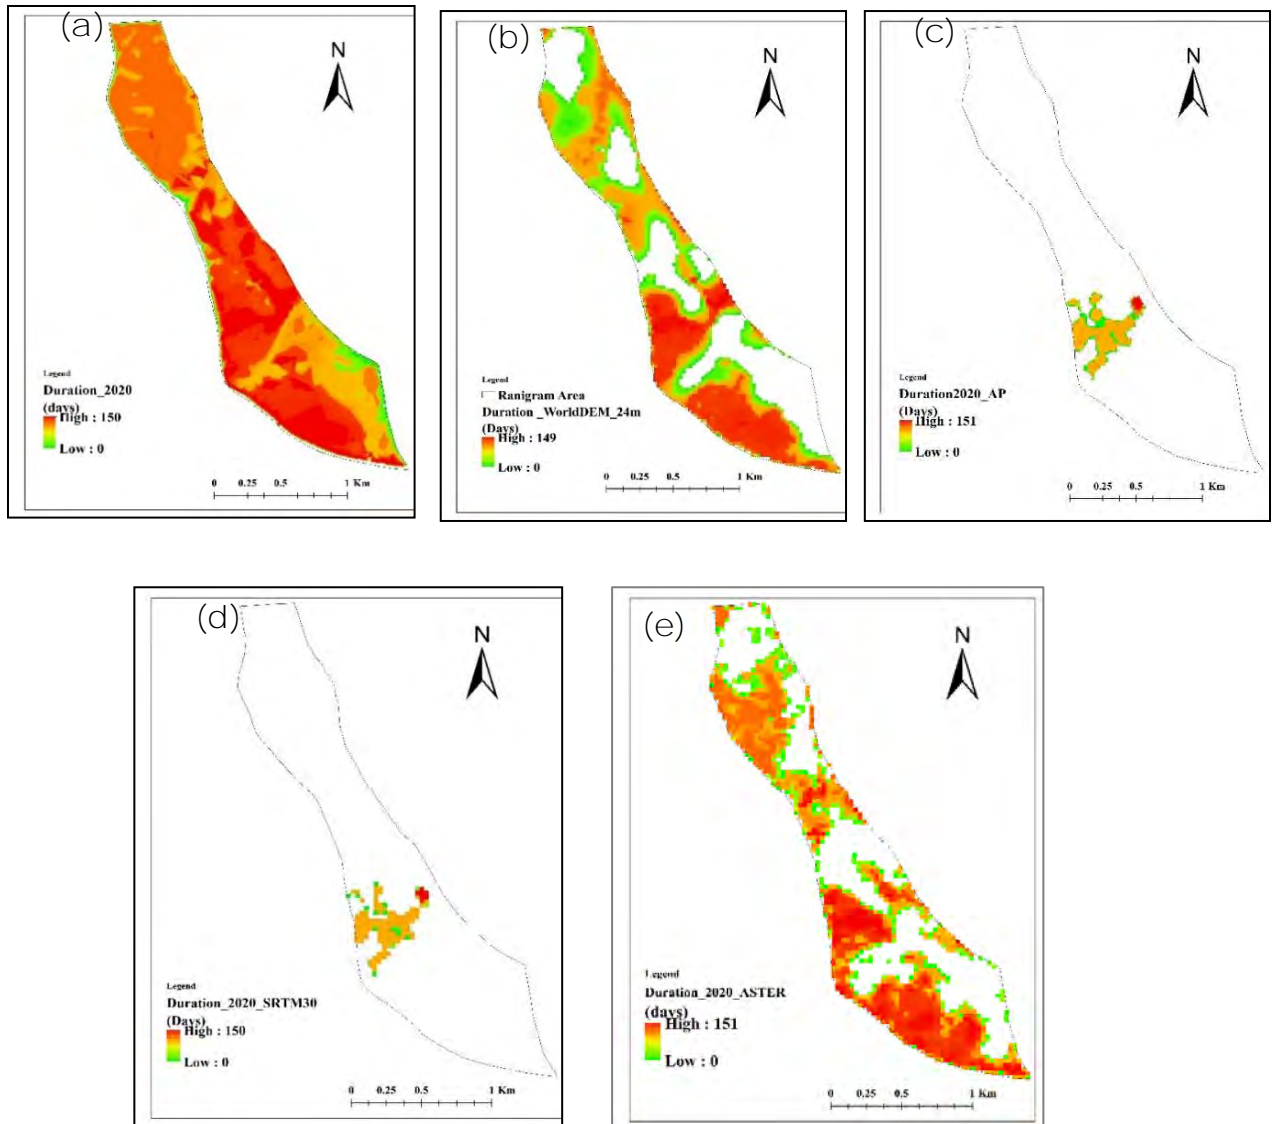 (a)
N
Legend
Duration_2020
(days)
High : 150
Low : 0
0 0.25 0.5 1 Km
(b)
N
Legend
Ranigram Area
Duration _WorldDEM_24m
(Days)
High : 149
Low : 0
0 0.25 0.5 1 Km
(c)
N
Legend
Duration2020_AP
(Days)
High : 151
Low : 0
0 0.25 0.5 1 Km
(d)
N
Legend
Duration_2020_SRTM30
(Days)
High : 150
Low : 0
0 0.25 0.5 1 Km
(e)
N
Legend
Duration_2020_ASTER
(days)
High : 151
Low : 0
0 0.25 0.5 1 Km